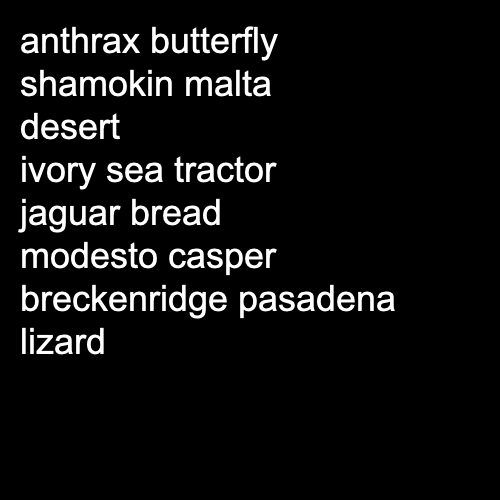 anthrax butterfly
shamokin malta
desert
ivory sea tractor
jaguar bread
modesto casper
breckenridge pasadena
lizard